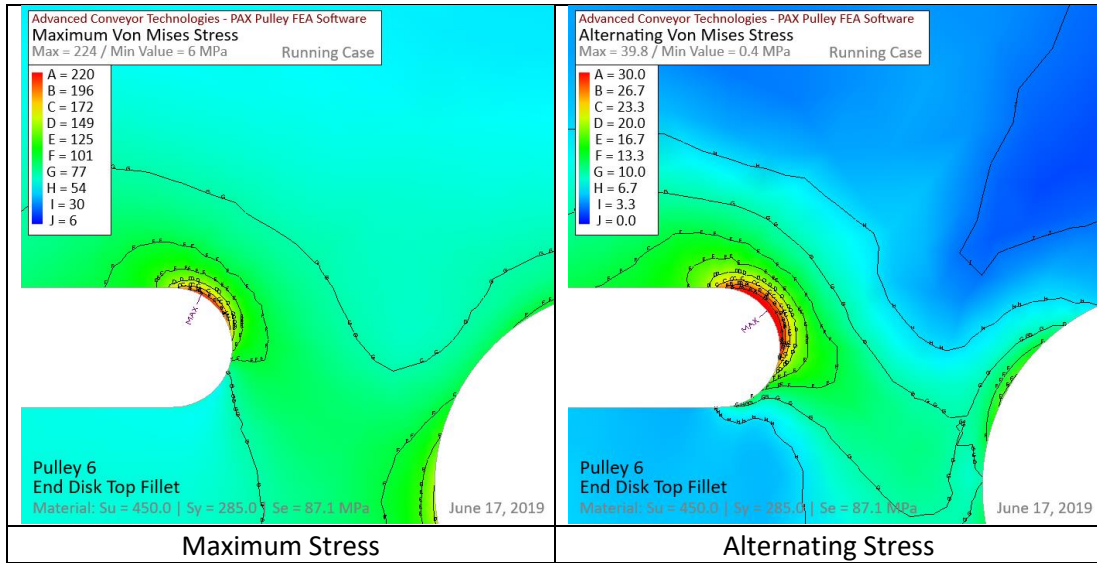 Advanced Conveyor Technologies - PAX Pulley FEA Software
Maximum Von Mises Stress
Max = 224 / Min Value = 6 MPa
Running Case
A = 220
B = 196
C = 172
D = 149
E = 125
F = 101
G = 77
H = 54
I = 30
J = 6
MAX
Pulley 6
End Disk Top Fillet
Material: Su = 450.0 | Sy = 285.0 | Se = 87.1 MPa
June 17, 2019
Maximum Stress
Advanced Conveyor Technologies - PAX Pulley FEA Software
Alternating Von Mises Stress
Max = 39.8 / Min Value = 0.4 MPa
Running Case
A = 30.0
B = 26.7
C = 23.3
D = 20.0
E = 16.7
F = 13.3
G = 10.0
H = 6.7
I = 3.3
J = 0.0
MAX
Pulley 6
End Disk Top Fillet
Material: Su = 450.0 | Sy = 285.0 | Se = 87.1 MPa
June 17, 2019
Alternating Stress